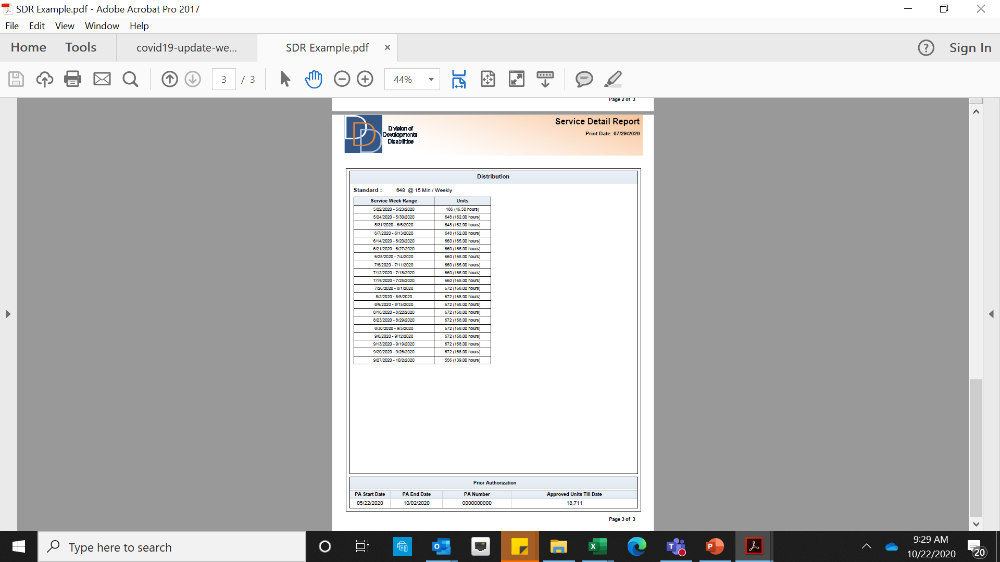 SDR Example.pdf - Adobe Acrobat Pro 2017
File Edit View Window Help
Home Tools covid19-update-we... SDR Example.pdf × ? Sign In
3 / 3 44%
Page 2 of 3
Division of
Developmental
Disabilities
Service Detail Report
Print Date: 07/29/2020
Distribution
Standard : 648 @ 15 Min / Weekly
Service Week Range Units
5/22/2020 - 5/23/2020 186 (46.50 hours)
5/24/2020 - 5/30/2020 648 (162.00 hours)
5/31/2020 - 6/6/2020 648 (162.00 hours)
6/7/2020 - 6/13/2020 648 (162.00 hours)
6/14/2020 - 6/20/2020 660 (165.00 hours)
6/21/2020 - 6/27/2020 660 (165.00 hours)
6/28/2020 - 7/4/2020 660 (165.00 hours)
7/5/2020 - 7/11/2020 660 (165.00 hours)
7/12/2020 - 7/18/2020 660 (165.00 hours)
7/19/2020 - 7/25/2020 660 (165.00 hours)
7/26/2020 - 8/1/2020 672 (168.00 hours)
8/2/2020 - 8/8/2020 672 (168.00 hours)
8/9/2020 - 8/15/2020 672 (168.00 hours)
8/16/2020 - 8/22/2020 672 (168.00 hours)
8/23/2020 - 8/29/2020 672 (168.00 hours)
8/30/2020 - 9/5/2020 672 (168.00 hours)
9/6/2020 - 9/12/2020 672 (168.00 hours)
9/13/2020 - 9/19/2020 672 (168.00 hours)
9/20/2020 - 9/26/2020 672 (168.00 hours)
9/27/2020 - 10/2/2020 556 (139.00 hours)
Prior Authorization
PA Start Date PA End Date PA Number Approved Units Till Date
05/22/2020 10/02/2020 0000000000 18,711
Page 3 of 3
Type here to search
9:29 AM
10/22/2020
20